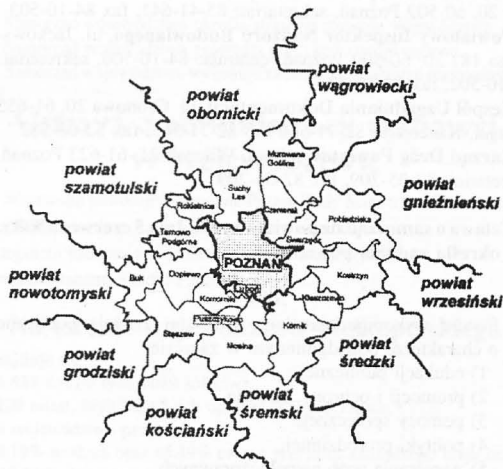 powiat
wągrowiecki
powiat
obornicki
Murowana
Goślina
powiat
szamotulski
Suchy
Las
powiat
gnieźnieński
Rokietnica
Czerwonak
Pobiedziska
Tarnowo
Podgórne
Swarzędz
POZNAŃ
Buk
Dopiewo
Kostrzyn
powiat
nowotomyski
powiat
wrzesiński
Luboń
Komorniki
Kleszczewo
Puszczykowo
Stęszew
Kórnik
Mosina
powiat
średzki
powiat
grodziski
powiat
śremski
powiat
kościański